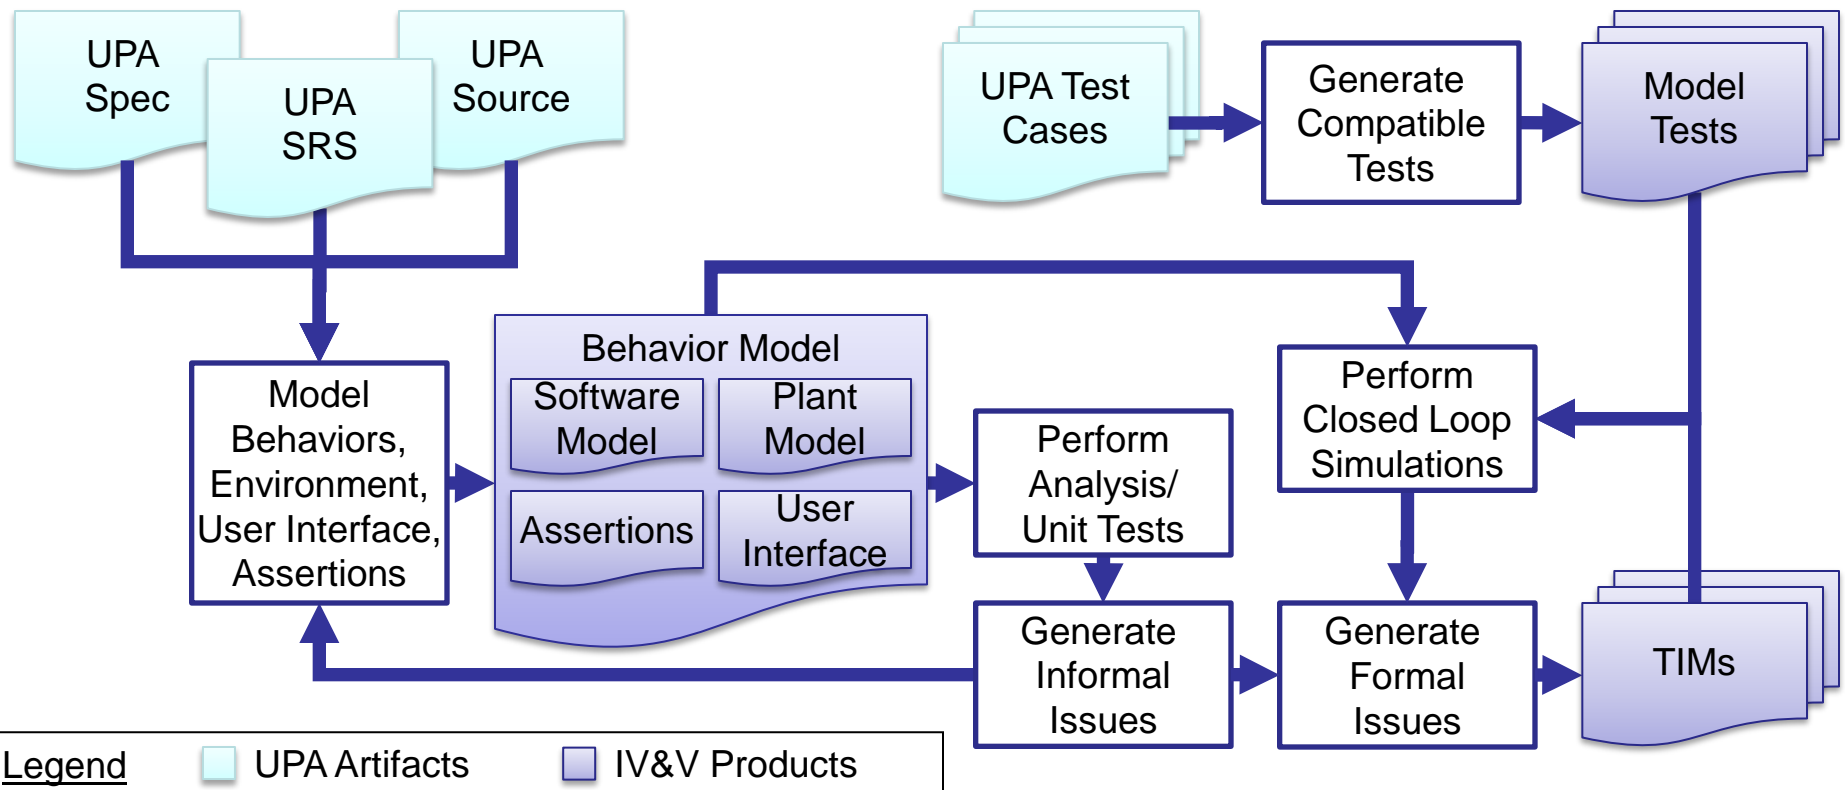 UPA
Spec
UPA
SRS
UPA
Source
UPA Test
Cases
Generate
Compatible
Tests
Model
Tests
Model
Behaviors,
Environment,
User Interface,
Assertions
Behavior Model
Software
Model
Plant
Model
Assertions
User
Interface
Perform
Analysis/
Unit Tests
Perform
Closed Loop
Simulations
Generate
Informal
Issues
Generate
Formal
Issues
TIMs
Legend
UPA Artifacts
IV&V Products